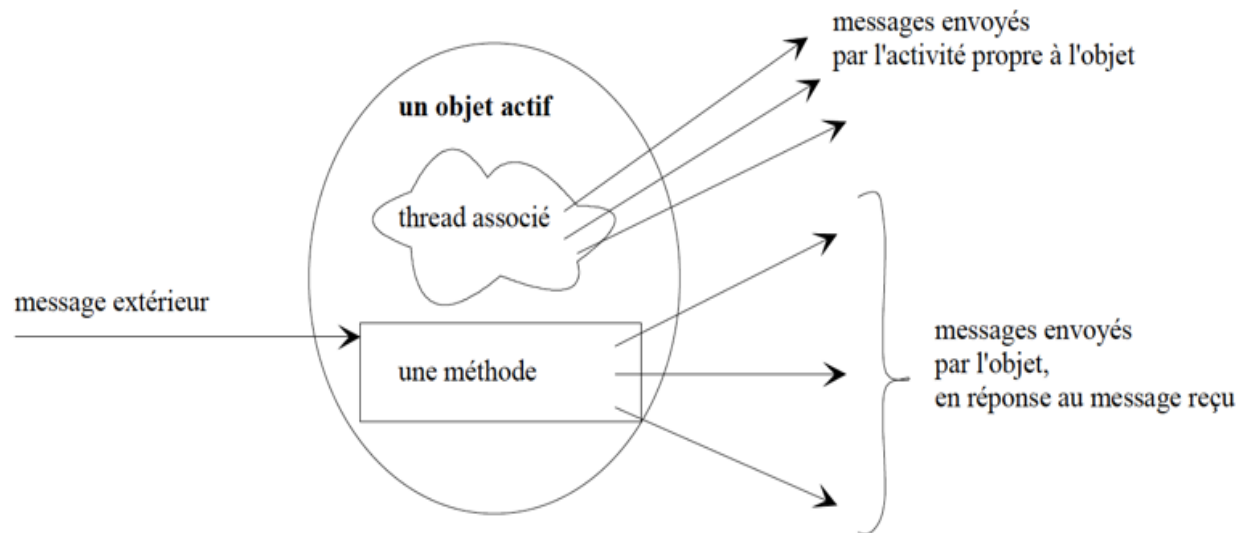 messages envoyés
par l'activité propre à l'objet
un objet actif
thread associé
message extérieur
une méthode
messages envoyés
par l'objet,
en réponse au message reçu